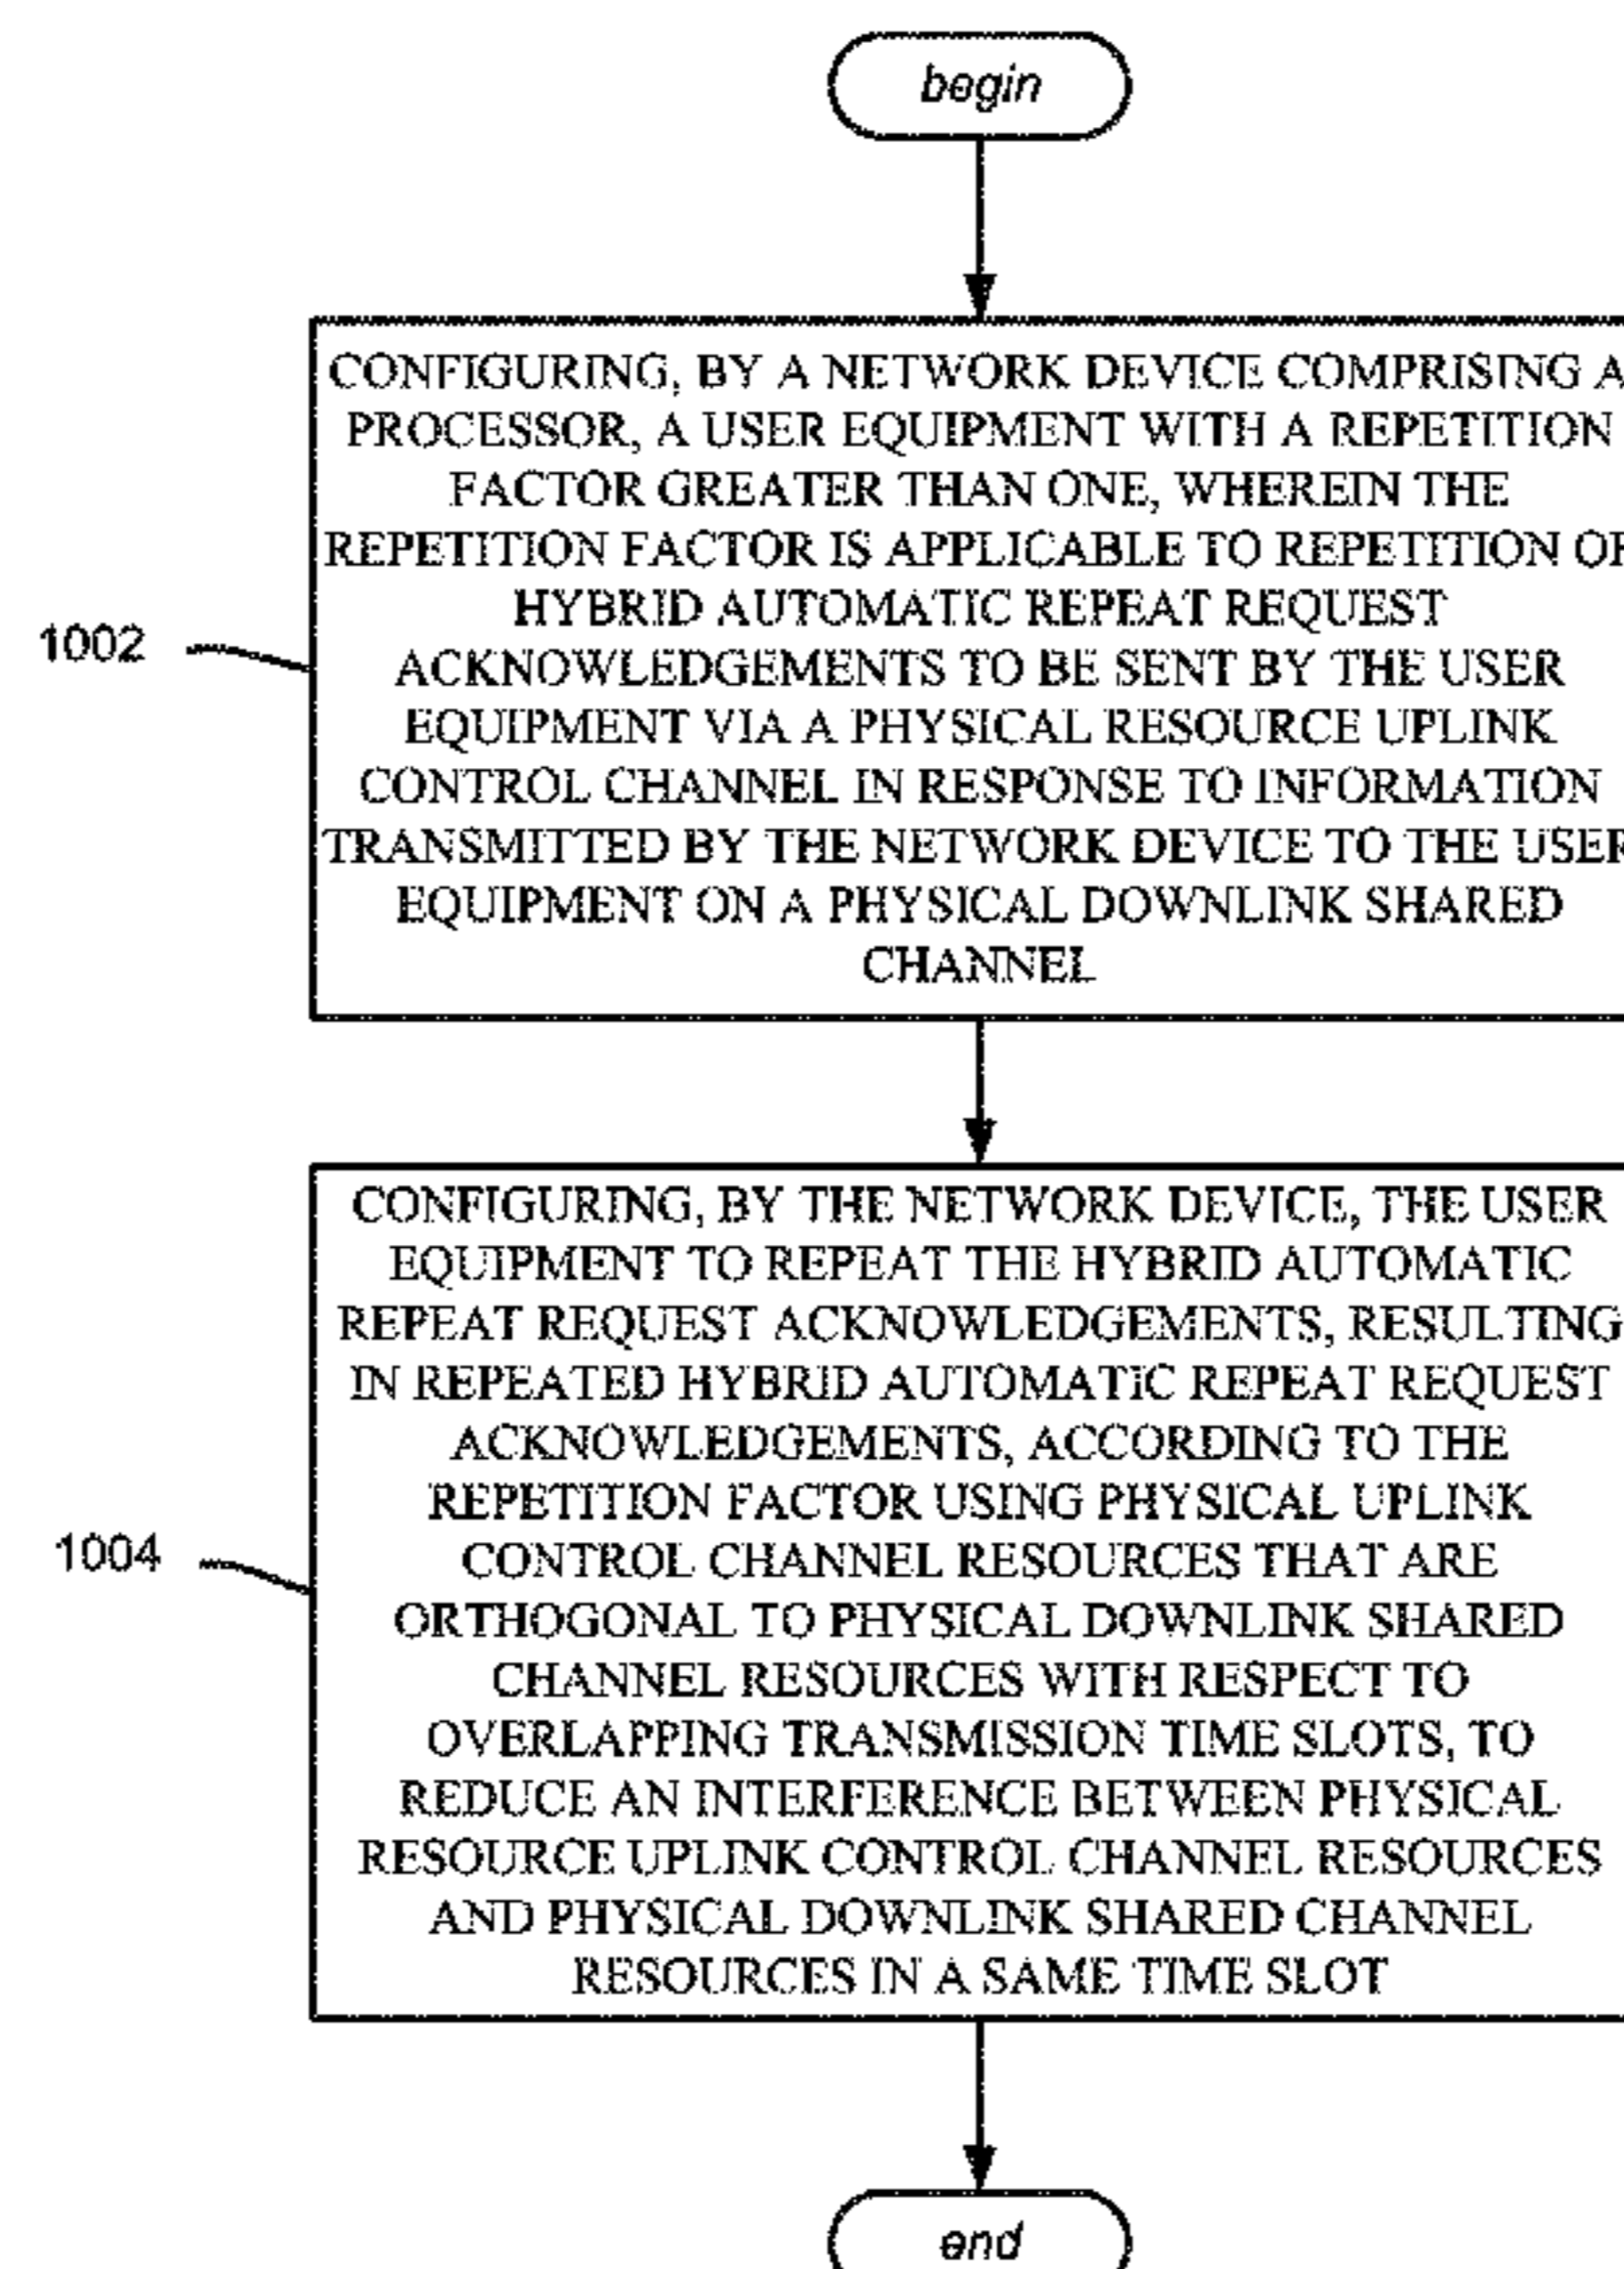 begin
CONFIGURING, BY A NETWORK DEVICE COMPRISING A
PROCESSOR, A USER EQUIPMENT WITH A REPETITION
FACTOR GREATER THAN ONE, WHEREIN THE
REPETITION FACTOR IS APPLICABLE TO REPETITION OF
HYBRID AUTOMATIC REPEAT REQUEST
1002
ACKNOWLEDGEMENTS TO BE SENT BY THE USER
EQUIPMENT VIA A PHYSICAL RESOURCE UPLINK
CONTROL CHANNEL IN RESPONSE TO INFORMATION
TRANSMITTED BY THE NETWORK DEVICE TO THE USER
EQUIPMENT ON A PHYSICAL DOWNLINK SHARED
CHANNEL
CONFIGURING, BY THE NETWORK DEVICE, THE USER
EQUIPMENT TO REPEAT THE HYBRID AUTOMATIC
REPEAT REQUEST ACKNOWLEDGEMENTS, RESULTING
IN REPEATED HYBRID AUTOMATIC REPEAT REQUEST
ACKNOWLEDGEMENTS, ACCORDING TO THE
REPETITION FACTOR USING PHYSICAL UPLINK
1004
CONTROL CHANNEL RESOURCES THAT ARE
ORTHOGONAL TO PHYSICAL DOWNLINK SHARED
CHANNEL RESOURCES WITH RESPECT TO
OVERLAPPING TRANSMISSION TIME SLOTS, TO
REDUCE AN INTERFERENCE BETWEEN PHYSICAL
RESOURCE UPLINK CONTROL CHANNEL RESOURCES
AND PHYSICAL DOWNLINK SHARED CHANNEL
RESOURCES IN A SAME TIME SLOT
end